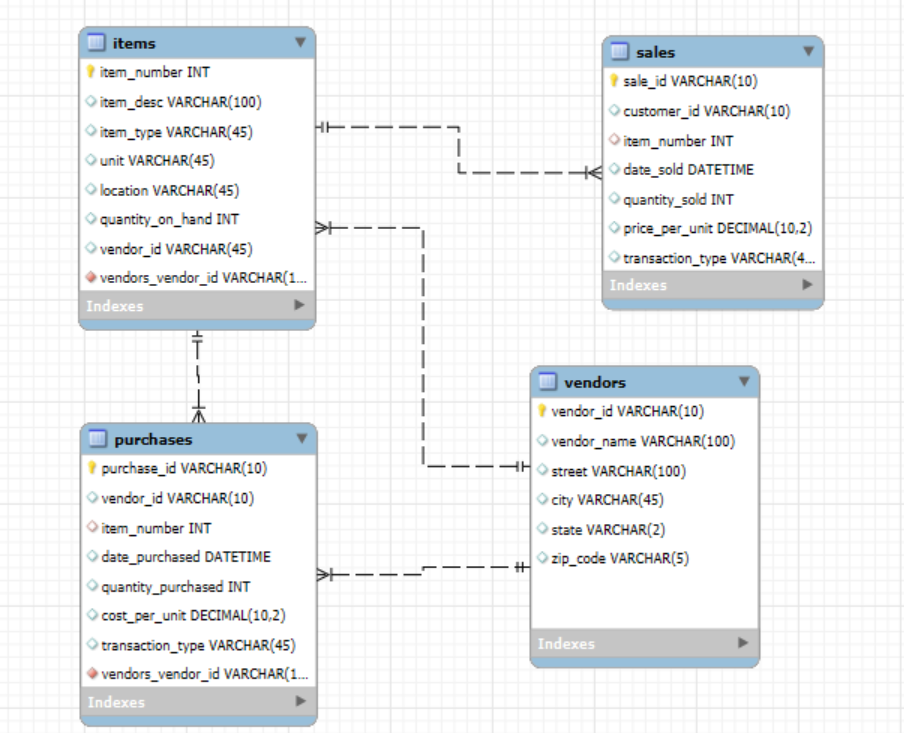 items
item_number INT
item_desc VARCHAR(100)
item_type VARCHAR(45)
unit VARCHAR(45)
location VARCHAR(45)
quantity_on_hand INT
vendor_id VARCHAR(45)
vendors_vendor_id VARCHAR(1...
Indexes
sales
sale_id VARCHAR(10)
customer_id VARCHAR(10)
item_number INT
date_sold DATETIME
quantity_sold INT
price_per_unit DECIMAL(10,2)
transaction_type VARCHAR(4...
Indexes
purchases
purchase_id VARCHAR(10)
vendor_id VARCHAR(10)
item_number INT
date_purchased DATETIME
quantity_purchased INT
cost_per_unit DECIMAL(10,2)
transaction_type VARCHAR(45)
vendors_vendor_id VARCHAR(1...
Indexes
vendors
vendor_id VARCHAR(10)
vendor_name VARCHAR(100)
street VARCHAR(100)
city VARCHAR(45)
state VARCHAR(2)
zip_code VARCHAR(5)
Indexes